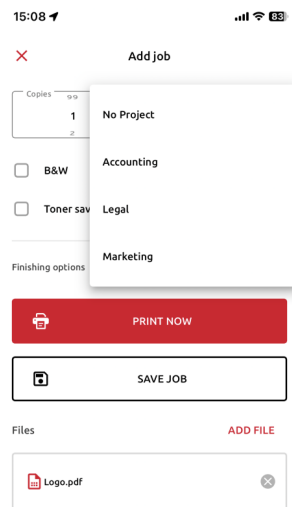 15:08
83
Add job
Copies
99
1
2
No Project
B&W
Accounting
Toner sav
Legal
Marketing
Finishing options
PRINT NOW
SAVE JOB
Files
ADD FILE
Logo.pdf